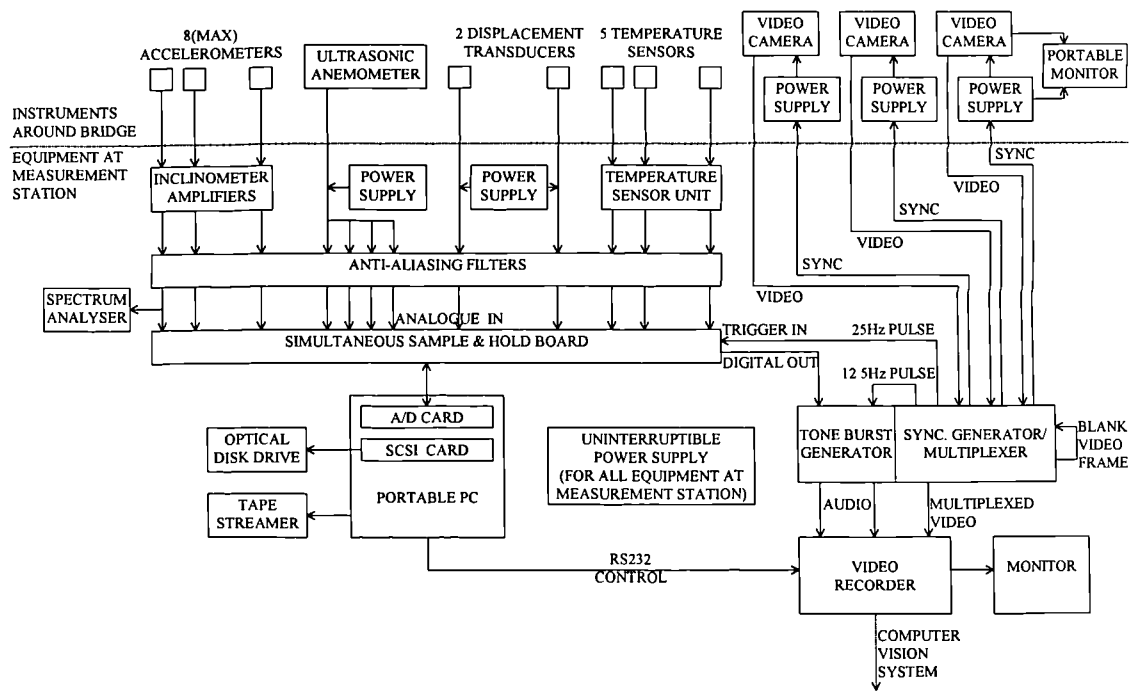 8(MAX)
ACCELEROMETERS
ULTRASONIC
ANEMOMETER
2 DISPLACEMENT
TRANSDUCERS
5 TEMPERATURE
SENSORS
VIDEO
CAMERA
VIDEO
CAMERA
VIDEO
CAMERA
PORTABLE
MONITOR
POWER
SUPPLY
POWER
SUPPLY
POWER
SUPPLY
INSTRUMENTS
AROUND BRIDGE
EQUIPMENT AT
MEASUREMENT
STATION
INCLINOMETER
AMPLIFIERS
POWER
SUPPLY
POWER
SUPPLY
TEMPERATURE
SENSOR UNIT
SYNC
VIDEO
SYNC
VIDEO
SYNC
VIDEO
ANTI-ALIASING FILTERS
SPECTRUM
ANALYSER
ANALOGUE IN
SIMULTANEOUS SAMPLE & HOLD BOARD
TRIGGER IN
25Hz PULSE
DIGITAL OUT
12 5Hz PULSE
A/D CARD
SCSI CARD
PORTABLE PC
OPTICAL
DISK DRIVE
TAPE
STREAMER
UNINTERRUPTIBLE
POWER SUPPLY
(FOR ALL EQUIPMENT AT
MEASUREMENT STATION)
TONE BURST
GENERATOR
SYNC. GENERATOR/
MULTIPLEXER
BLANK
VIDEO
FRAME
AUDIO
MULTIPLEXED
VIDEO
RS232
CONTROL
VIDEO
RECORDER
MONITOR
COMPUTER
VISION
SYSTEM